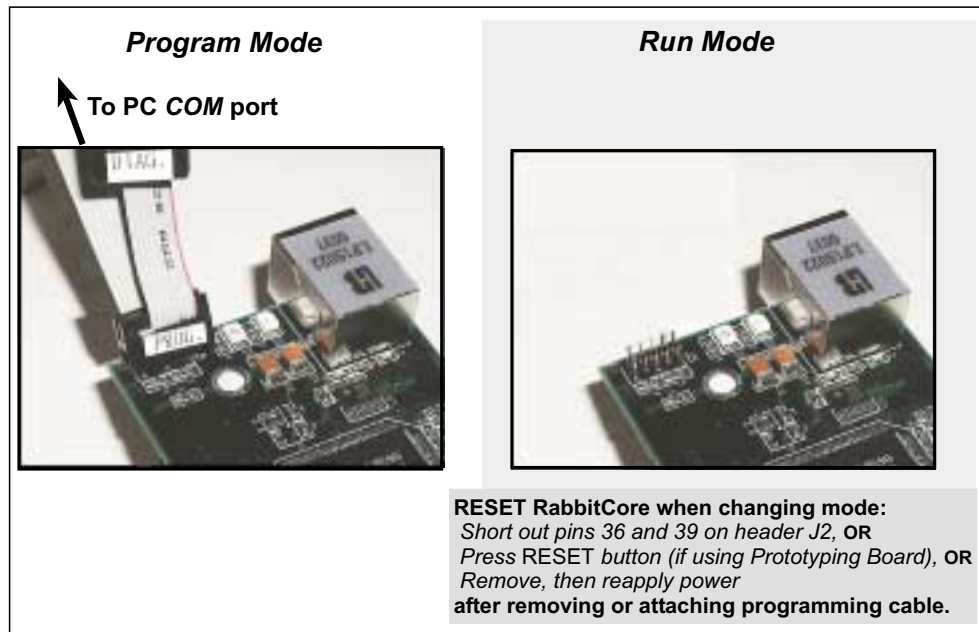 Program Mode
Run Mode
To PC COM port
DIAG.
PROG.
RESET RabbitCore when changing mode:
Short out pins 36 and 39 on header J2, OR
Press RESET button (if using Prototyping Board), OR
Remove, then reapply power
after removing or attaching programming cable.